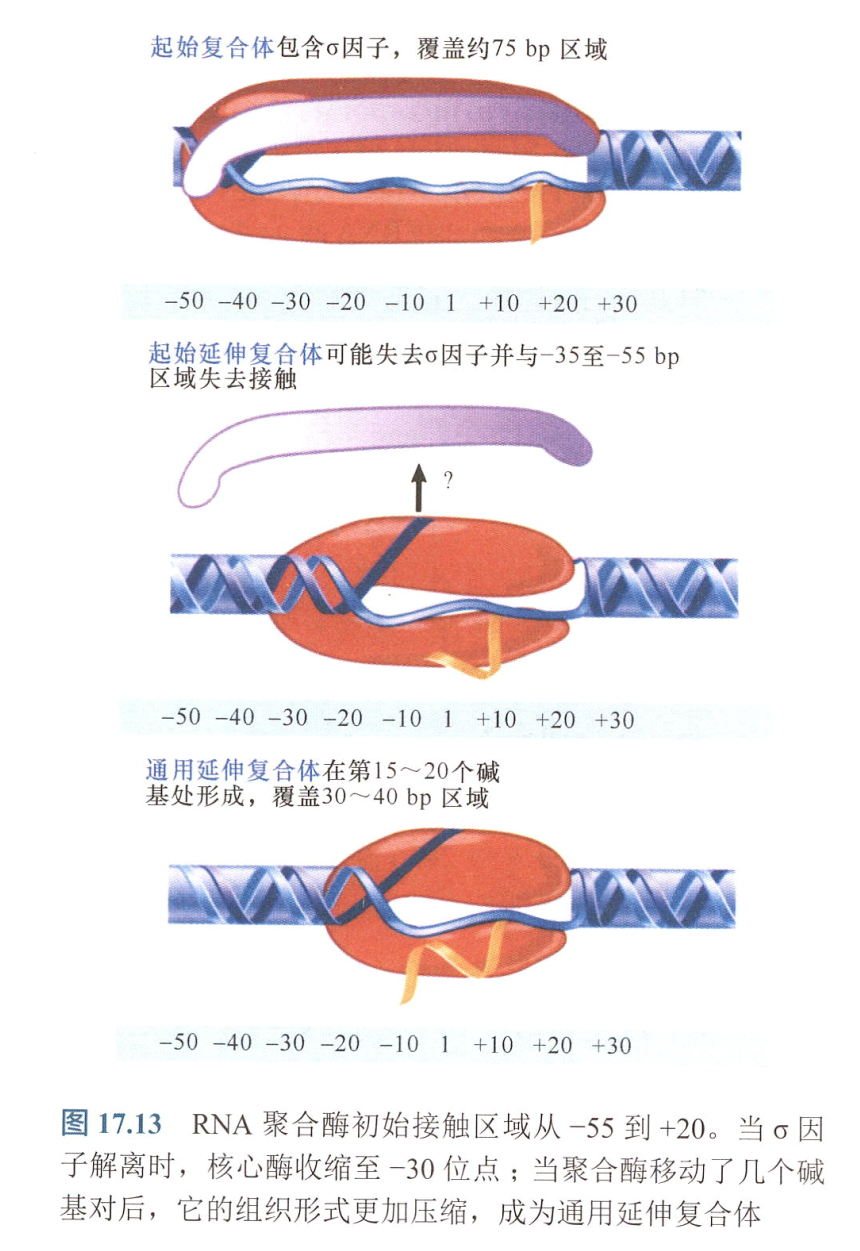 起始复合体包含σ因子，覆盖约75 bp 区域
−50 −40 −30 −20 −10 1 +10 +20 +30
起始延伸复合体可能失去σ因子并与−35至−55 bp
区域失去接触
?
−50 −40 −30 −20 −10 1 +10 +20 +30
通用延伸复合体在第15～20个碱
基处形成，覆盖30～40 bp 区域
−50 −40 −30 −20 −10 1 +10 +20 +30
图 17.13 RNA 聚合酶初始接触区域从 −55 到 +20。当 σ 因
子解离时，核心酶收缩至 −30 位点；当聚合酶移动了几个碱
基对后，它的组织形式更加压缩，成为通用延伸复合体